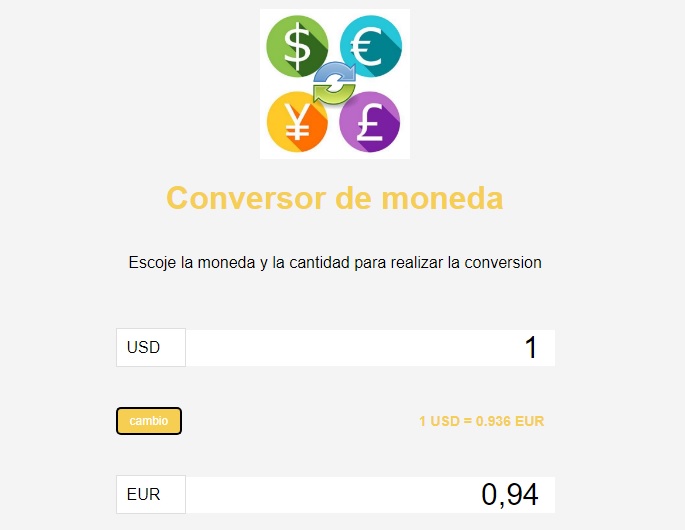 $ €
¥ £
Conversor de moneda
Escoje la moneda y la cantidad para realizar la conversion
USD 1
cambio 1 USD = 0.936 EUR
EUR 0,94